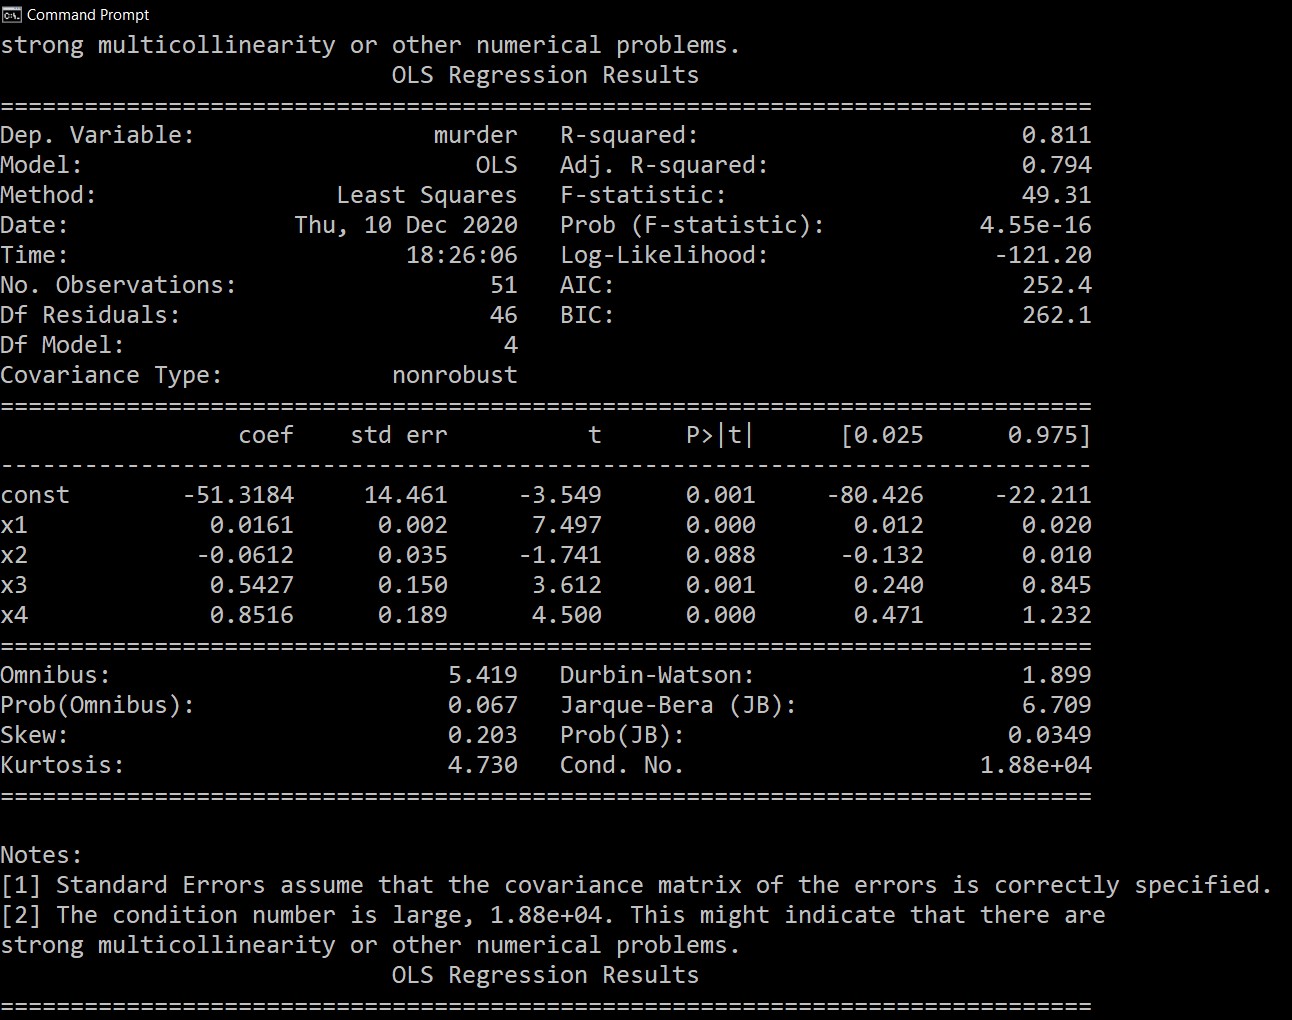 Command Prompt
strong multicollinearity or other numerical problems.
                            OLS Regression Results
==============================================================================
Dep. Variable:                 murder   R-squared:                       0.811
Model:                            OLS   Adj. R-squared:                  0.794
Method:                 Least Squares   F-statistic:                     49.31
Date:                Thu, 10 Dec 2020   Prob (F-statistic):           4.55e-16
Time:                        18:26:06   Log-Likelihood:                -121.20
No. Observations:                  51   AIC:                             252.4
Df Residuals:                      46   BIC:                             262.1
Df Model:                           4
Covariance Type:            nonrobust
==============================================================================
                 coef    std err          t      P>|t|      [0.025      0.975]
------------------------------------------------------------------------------
const        -51.3184     14.461     -3.549      0.001     -80.426     -22.211
x1             0.0161      0.002      7.497      0.000       0.012       0.020
x2            -0.0612      0.035     -1.741      0.088      -0.132       0.010
x3             0.5427      0.150      3.612      0.001       0.240       0.845
x4             0.8516      0.189      4.500      0.000       0.471       1.232
==============================================================================
Omnibus:                        5.419   Durbin-Watson:                   1.899
Prob(Omnibus):                  0.067   Jarque-Bera (JB):                6.709
Skew:                           0.203   Prob(JB):                       0.0349
Kurtosis:                       4.730   Cond. No.                     1.88e+04
==============================================================================

Notes:
[1] Standard Errors assume that the covariance matrix of the errors is correctly specified.
[2] The condition number is large, 1.88e+04. This might indicate that there are
strong multicollinearity or other numerical problems.
                            OLS Regression Results
==============================================================================